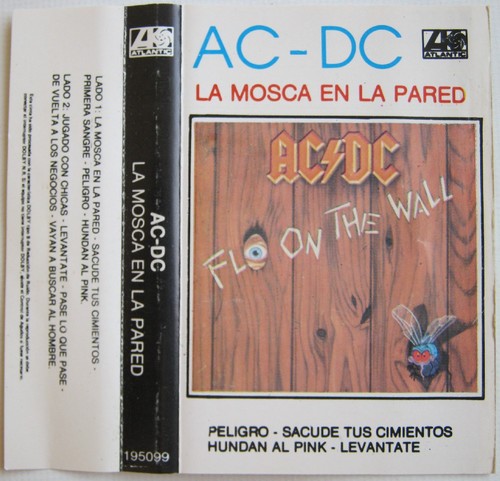 ATLANTIC
AC-DC
ATLANTIC
LA MOSCA EN LA PARED
AC/DC
FLY ON THE WALL
PELIGRO - SACUDE TUS CIMIENTOS
HUNDAN AL PINK - LEVANTATE
AC-DC
LA MOSCA EN LA PARED
195099
LADO 1: LA MOSCA EN LA PARED - SACUDE TUS CIMIENTOS -
PRIMERA SANGRE - PELIGRO - HUNDAN AL PINK
LADO 2: JUGADO CON CHICAS - LEVANTATE - PASE LO QUE PASE -
DE VUELTA A LOS NEGOCIOS - VAYAN A BUSCAR AL HOMBRE.